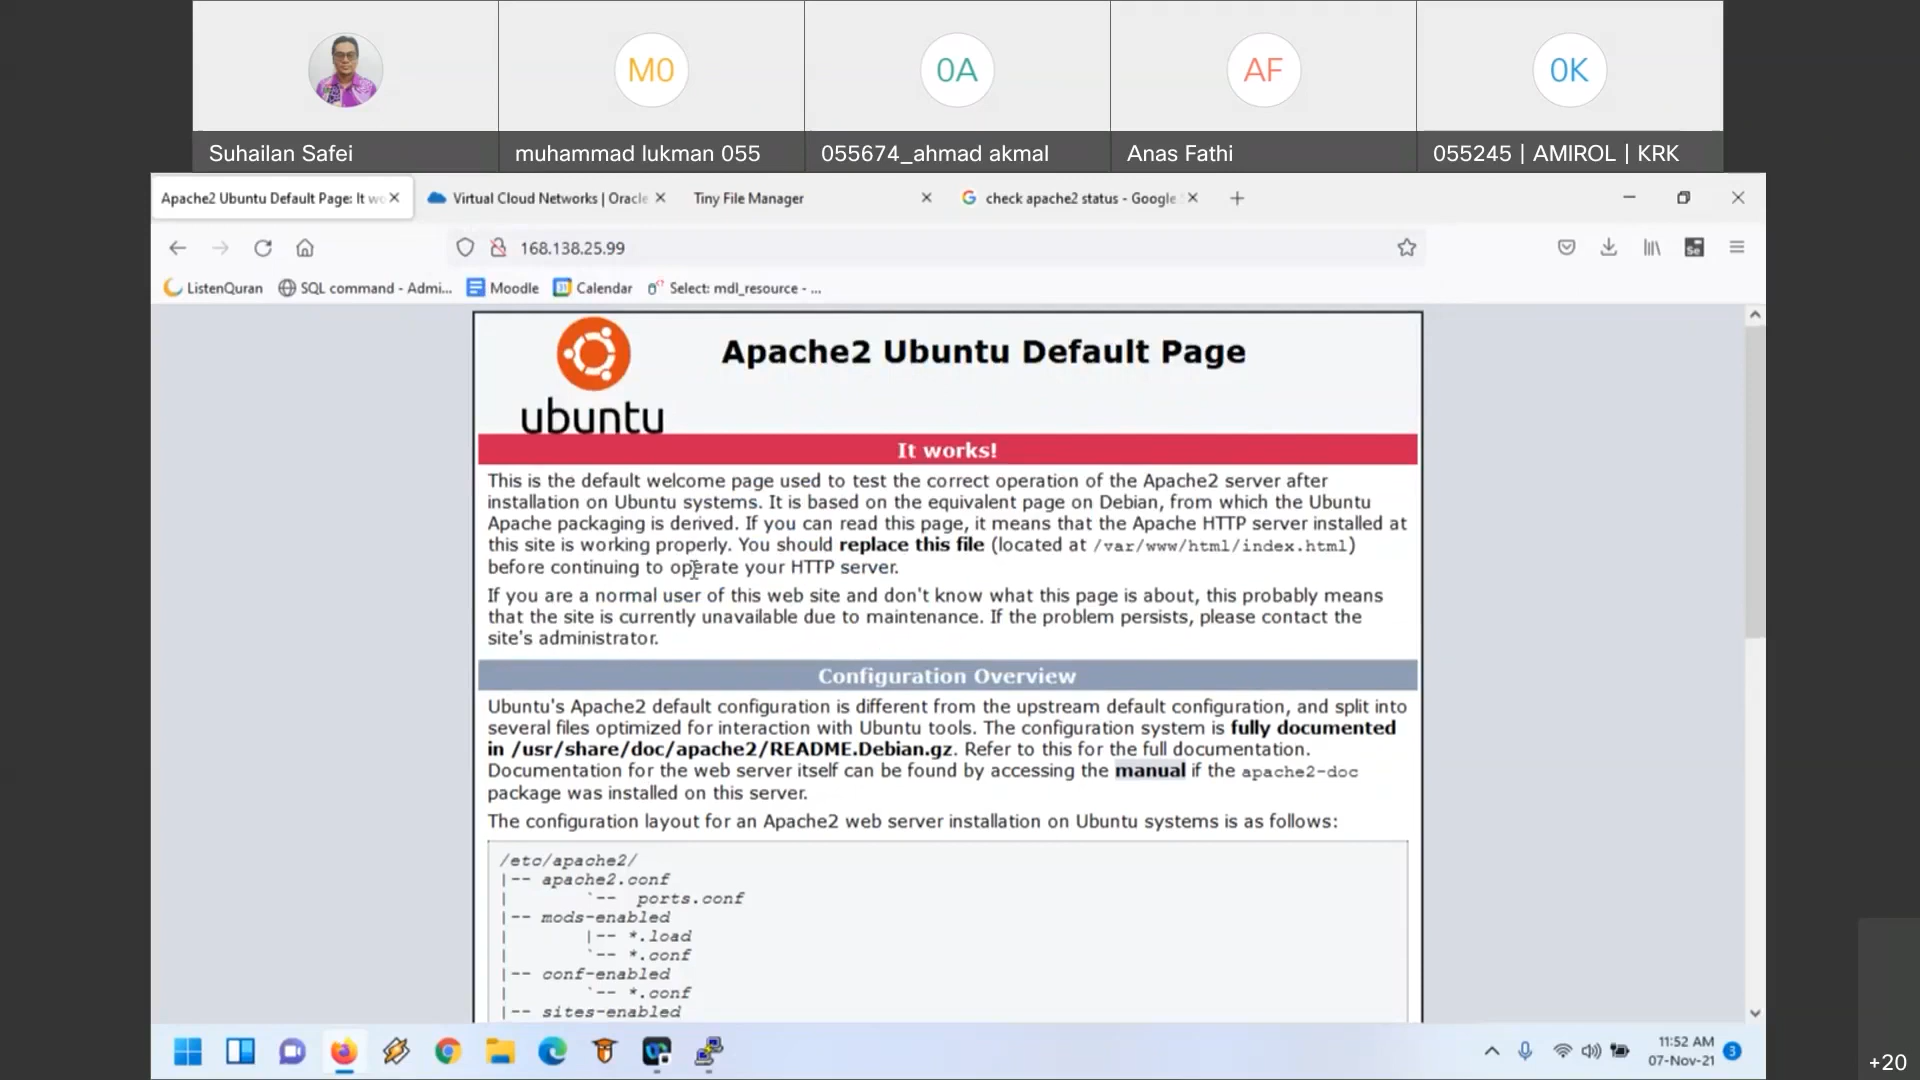 M0
0A
AF
0K
Suhailan Safei
muhammad lukman 055
055674_ahmad akmal
Anas Fathi
055245 | AMIROL | KRK
Apache2 Ubuntu Default Page: It wo
Virtual Cloud Networks | Oracle
Tiny File Manager
check apache2 status - Google
168.138.25.99
ListenQuran
SQL command - Admi...
Moodle
Calendar
Select: mdl_resource - ...
ubuntu
Apache2 Ubuntu Default Page
It works!
This is the default welcome page used to test the correct operation of the Apache2 server after
installation on Ubuntu systems. It is based on the equivalent page on Debian, from which the Ubuntu
Apache packaging is derived. If you can read this page, it means that the Apache HTTP server installed at
this site is working properly. You should replace this file (located at /var/www/html/index.html)
before continuing to operate your HTTP server.
If you are a normal user of this web site and don't know what this page is about, this probably means
that the site is currently unavailable due to maintenance. If the problem persists, please contact the
site's administrator.
Configuration Overview
Ubuntu's Apache2 default configuration is different from the upstream default configuration, and split into
several files optimized for interaction with Ubuntu tools. The configuration system is fully documented
in /usr/share/doc/apache2/README.Debian.gz. Refer to this for the full documentation.
Documentation for the web server itself can be found by accessing the manual if the apache2-doc
package was installed on this server.
The configuration layout for an Apache2 web server installation on Ubuntu systems is as follows:
/etc/apache2/
|-- apache2.conf
|       `--  ports.conf
|-- mods-enabled
|       |-- *.load
|       `-- *.conf
|-- conf-enabled
|       `-- *.conf
|-- sites-enabled
11:52 AM
07-Nov-21
3
+20